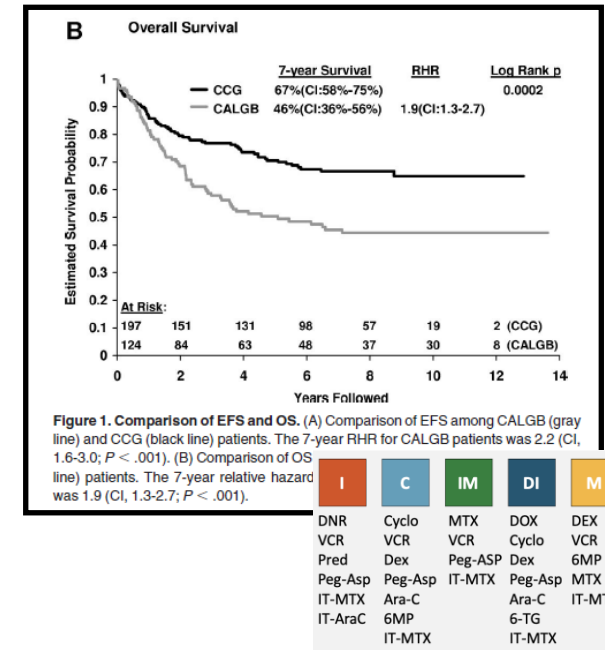 B Overall Survival
7-year Survival RHR Log Rank p
CCG 67%(CI:58%-75%) 0.0002
CALGB 46%(CI:36%-56%) 1.9(CI:1.3-2.7)
Estimated Survival Probability
1
0.9
0.8
0.7
0.6
0.5
0.4
0.3
0.2
0.1
0
At Risk:
197 151 131 98 57 19 2 (CCG)
124 84 63 48 37 30 8 (CALGB)
0 2 4 6 8 10 12 14
Years Followed
Figure 1. Comparison of EFS and OS. (A) Comparison of EFS among CALGB (gray
line) and CCG (black line) patients. The 7-year RHR for CALGB patients was 2.2 (CI,
1.6-3.0; P < .001). (B) Comparison of OS
line) patients. The 7-year relative hazard
was 1.9 (CI, 1.3-2.7; P < .001).
I C IM DI M
DNR Cyclo MTX DOX DEX
VCR VCR VCR Cyclo VCR
Pred Dex Peg-ASP Dex 6MP
Peg-Asp Peg-Asp IT-MTX Peg-Asp MTX
IT-MTX Ara-C Ara-C
IT-AraC 6MP 6-TG
IT-MTX IT-MTX